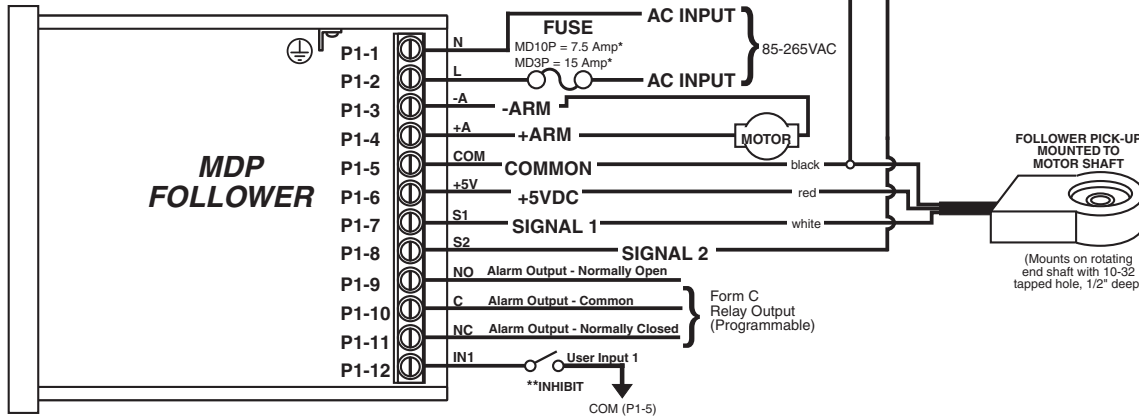 AC INPUT
FUSE
MD10P = 7.5 Amp*
MD3P = 15 Amp*
85-265VAC
AC INPUT
P1-1 N
P1-2 L
P1-3 -A -ARM
P1-4 +A +ARM MOTOR
P1-5 COM COMMON black
P1-6 +5V +5VDC red
P1-7 S1 SIGNAL 1 white
P1-8 S2 SIGNAL 2
P1-9 NO Alarm Output - Normally Open
P1-10 C Alarm Output - Common
P1-11 NC Alarm Output - Normally Closed
P1-12 IN1 User Input 1
**INHIBIT
COM (P1-5)
MDP
FOLLOWER
Form C
Relay Output
(Programmable)
FOLLOWER PICK-UP
MOUNTED TO
MOTOR SHAFT
(Mounts on rotating
end shaft with 10-32
tapped hole, 1/2" deep